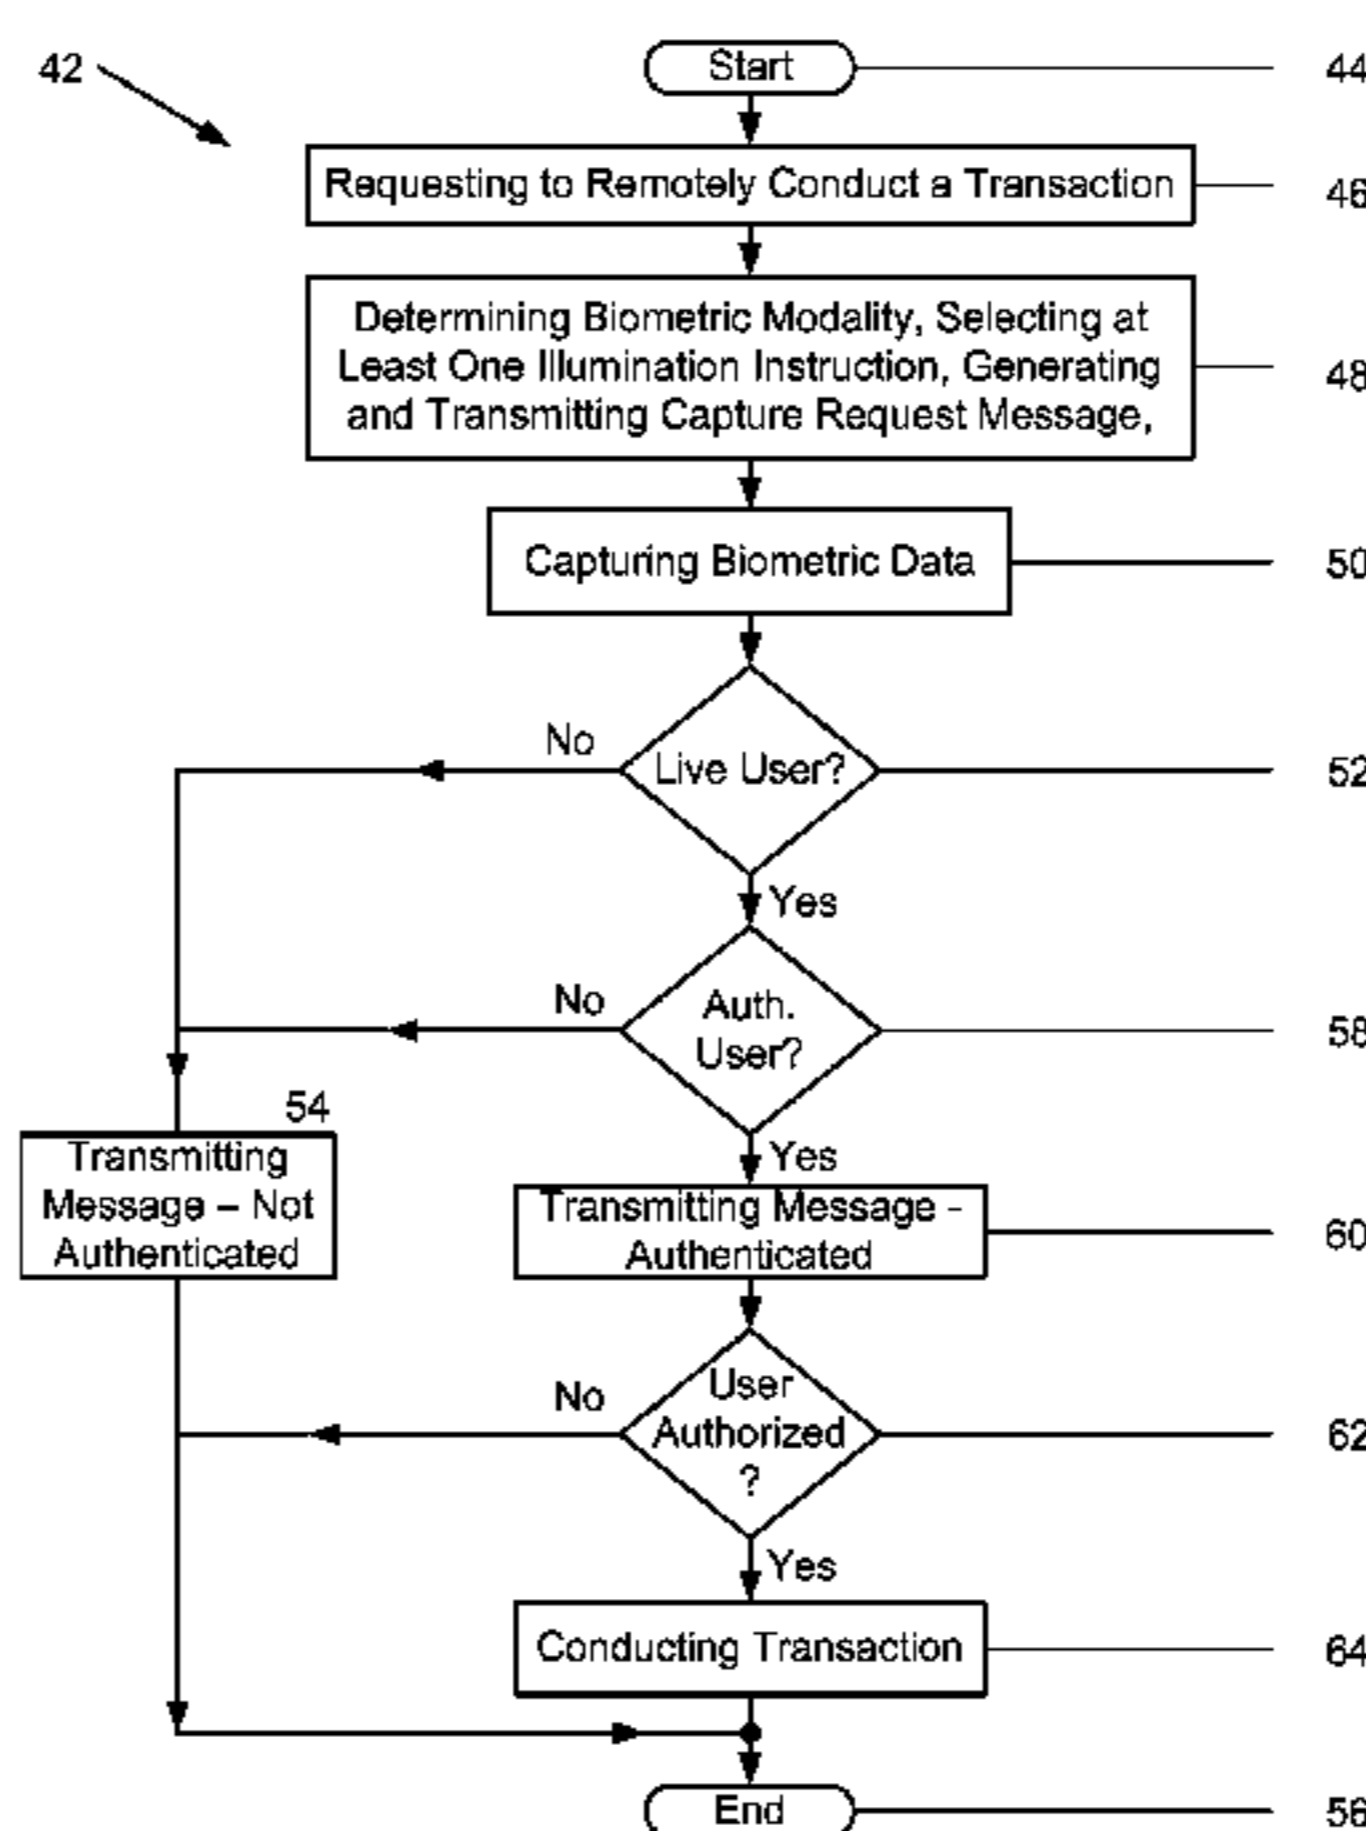 42
Start
44
Requesting to Remotely Conduct a Transaction
46
Determining Biometric Modality, Selecting at
Least One Illumination Instruction, Generating
and Transmitting Capture Request Message,
48
Capturing Biometric Data
50
No
Live User?
52
Yes
No
Auth.
User?
58
54
Transmitting
Message – Not
Authenticated
Yes
Transmitting Message -
Authenticated
60
No
User
Authorized
?
62
Yes
Conducting Transaction
64
End
56